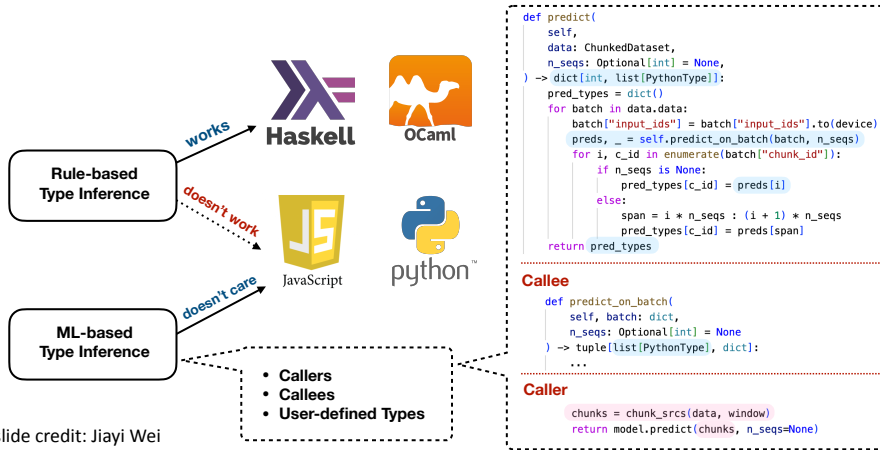 works
Haskell
OCaml
Rule-based
Type Inference
doesn't work
JS
JavaScript
python™
doesn't care
ML-based
Type Inference
• Callers
• Callees
• User-defined Types
slide credit: Jiayi Wei
def predict(
    self,
    data: ChunkedDataset,
    n_seqs: Optional[int] = None,
) -> dict[int, list[PythonType]]:
    pred_types = dict()
    for batch in data.data:
        batch["input_ids"] = batch["input_ids"].to(device)
        preds, _ = self.predict_on_batch(batch, n_seqs)
        for i, c_id in enumerate(batch["chunk_id"]):
            if n_seqs is None:
                pred_types[c_id] = preds[i]
            else:
                span = i * n_seqs : (i + 1) * n_seqs
                pred_types[c_id] = preds[span]
    return pred_types
Callee
def predict_on_batch(
    self, batch: dict,
    n_seqs: Optional[int] = None
) -> tuple[list[PythonType], dict]:
    ...
Caller
chunks = chunk_srcs(data, window)
return model.predict(chunks, n_seqs=None)